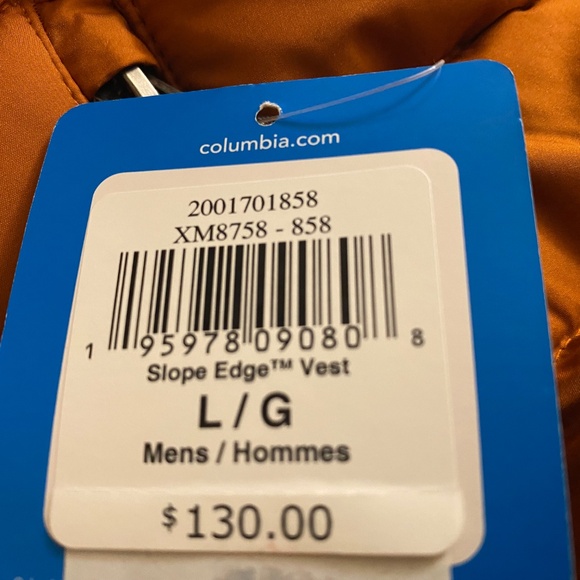 columbia.com
2001701858
XM8758 - 858
1 95978 09080 8
Slope Edge™ Vest
L / G
Mens / Hommes
$130.00